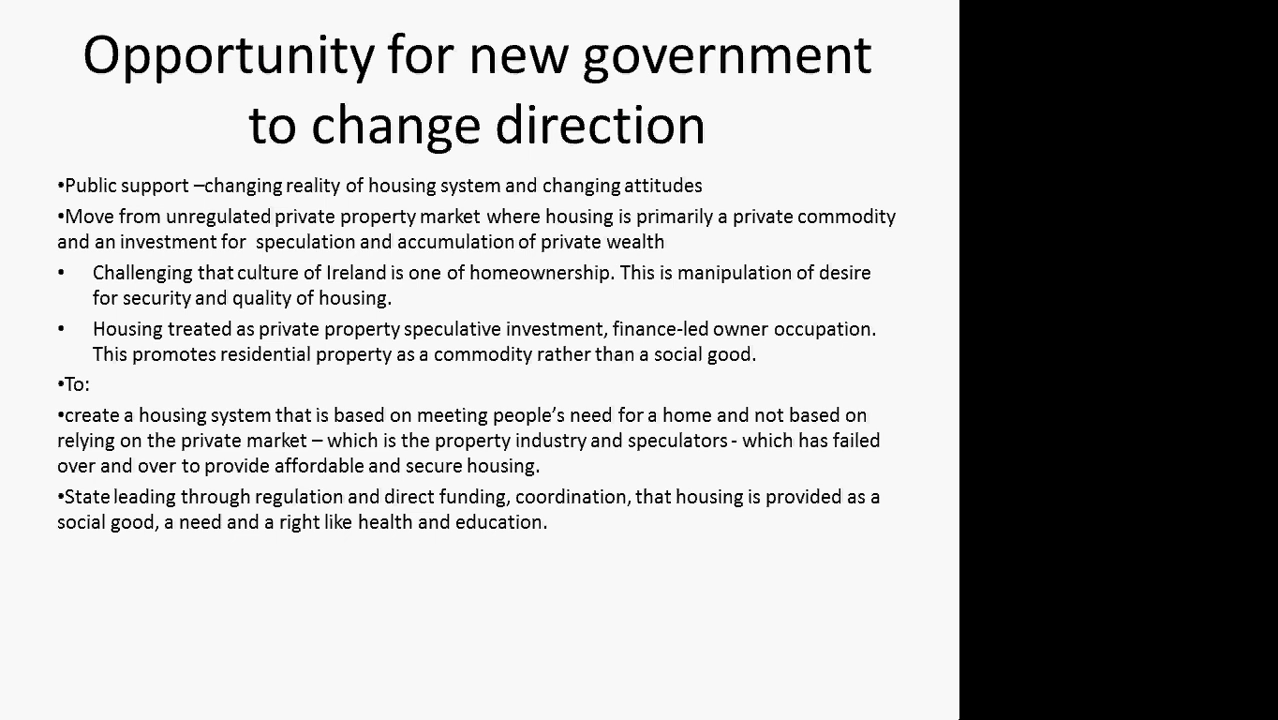 Opportunity for new government
to change direction
•Public support –changing reality of housing system and changing attitudes
•Move from unregulated private property market where housing is primarily a private commodity
and an investment for  speculation and accumulation of private wealth
• Challenging that culture of Ireland is one of homeownership. This is manipulation of desire
for security and quality of housing.
• Housing treated as private property speculative investment, finance-led owner occupation.
This promotes residential property as a commodity rather than a social good.
•To:
•create a housing system that is based on meeting people’s need for a home and not based on
relying on the private market – which is the property industry and speculators - which has failed
over and over to provide affordable and secure housing.
•State leading through regulation and direct funding, coordination, that housing is provided as a
social good, a need and a right like health and education.